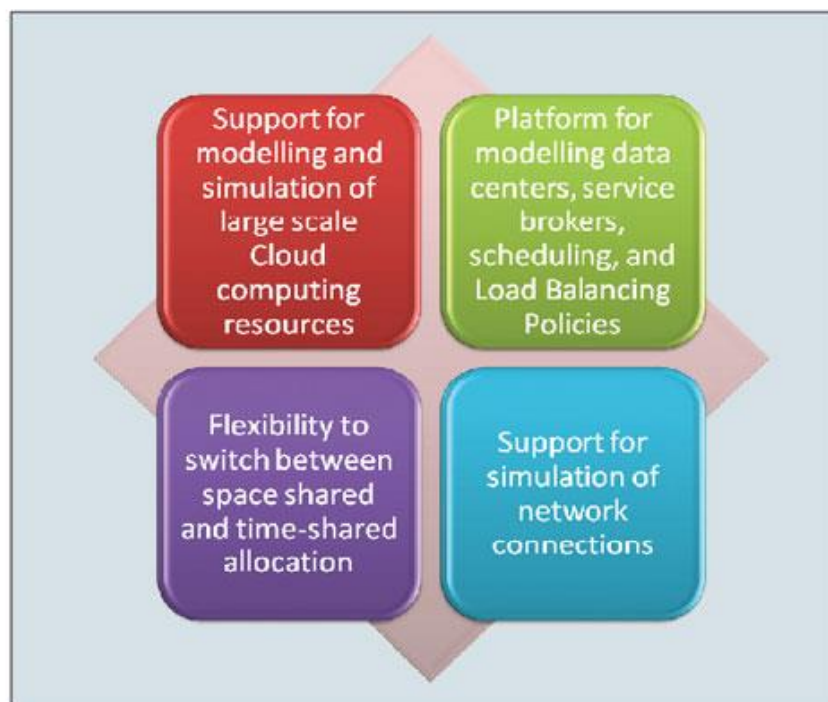 Support for
modelling and
simulation of
large scale
Cloud
computing
resources
Platform for
modelling data
centers, service
brokers,
scheduling, and
Load Balancing
Policies
Flexibility to
switch between
space shared
and time-shared
allocation
Support for
simulation of
network
connections